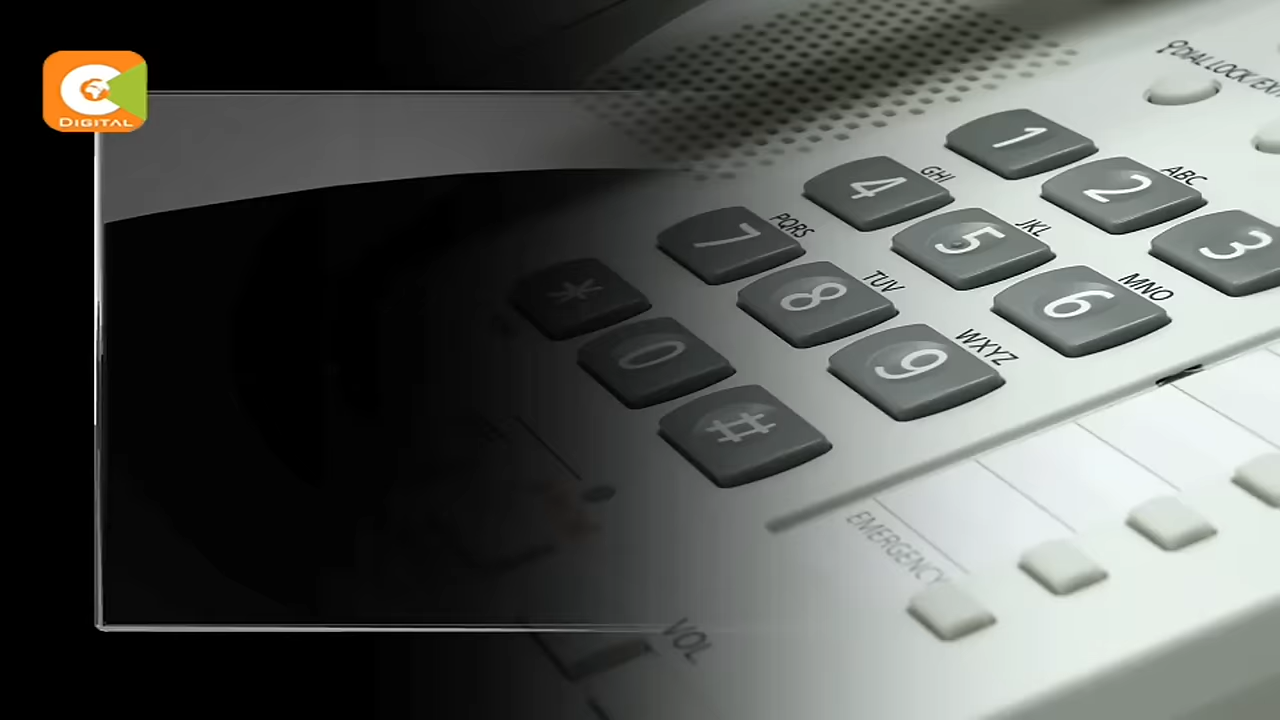 C
DIGITAL
DIAL LOCK/EX
1
2 ABC
3
4 GHI
5 JKL
6 MNO
7 PQRS
8 TUV
9 WXYZ
*
0
#
EMERGENCY
VOL